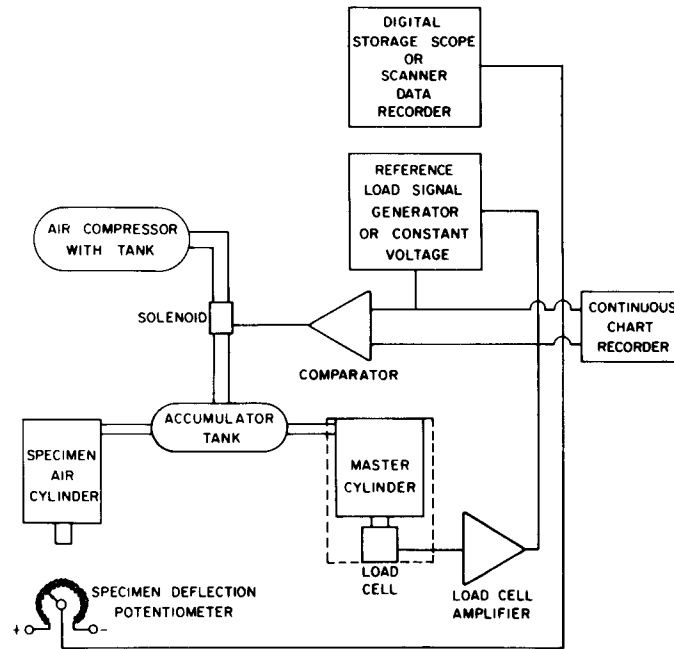 DIGITAL
STORAGE SCOPE
OR
SCANNER
DATA
RECORDER
REFERENCE
LOAD SIGNAL
GENERATOR
OR CONSTANT
VOLTAGE
AIR COMPRESSOR
WITH TANK
SOLENOID
CONTINUOUS
CHART
RECORDER
COMPARATOR
ACCUMULATOR
TANK
SPECIMEN
AIR
CYLINDER
MASTER
CYLINDER
LOAD
CELL
LOAD CELL
AMPLIFIER
SPECIMEN DEFLECTION
POTENTIOMETER
+ -